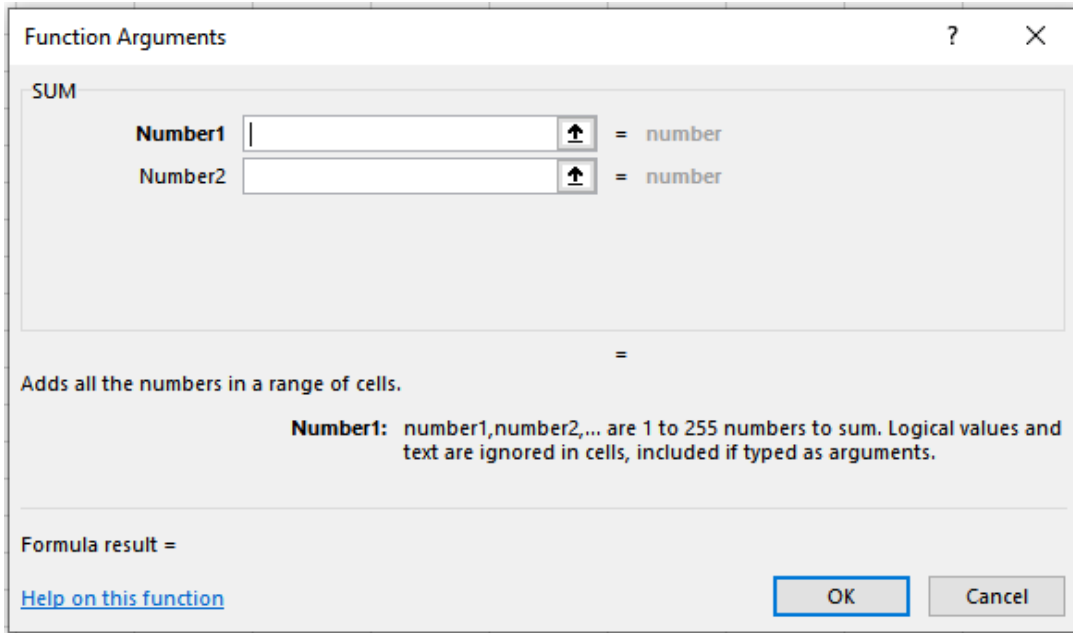 Function Arguments ? ×
SUM
Number1 = number
Number2 = number
=
Adds all the numbers in a range of cells.
Number1: number1,number2,... are 1 to 255 numbers to sum. Logical values and
text are ignored in cells, included if typed as arguments.
Formula result =
Help on this function OK Cancel